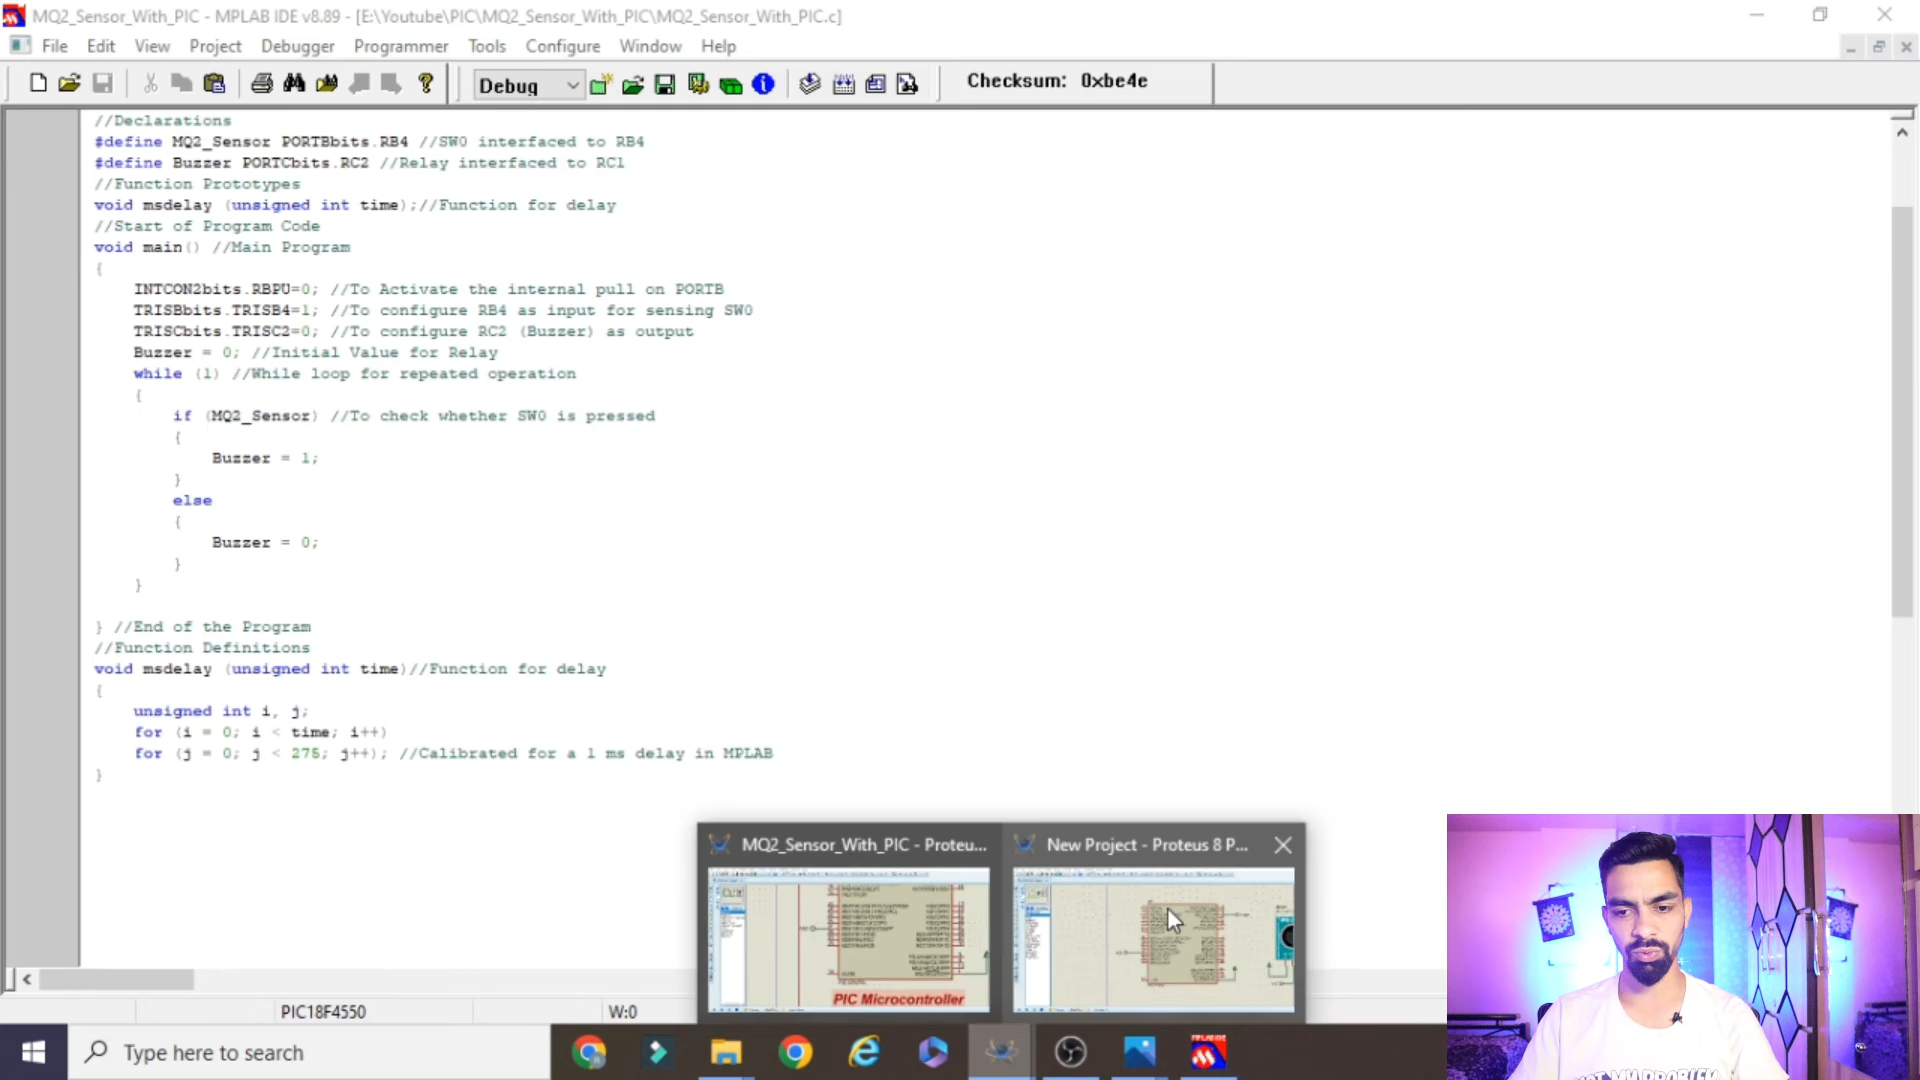 MQ2_Sensor_With_PIC - MPLAB IDE v8.89 - [E:\Youtube\PIC\MQ2_Sensor_With_PIC\MQ2_Sensor_With_PIC.c]
File Edit View Project Debugger Programmer Tools Configure Window Help
Debug Checksum: 0xbe4e
//Declarations
#define MQ2_Sensor PORTBbits.RB4 //SW0 interfaced to RB4
#define Buzzer PORTCbits.RC2 //Relay interfaced to RC1
//Function Prototypes
void msdelay (unsigned int time);//Function for delay
//Start of Program Code
void main() //Main Program
{
INTCON2bits.RBPU=0; //To Activate the internal pull on PORTB
TRISBbits.TRISB4=1; //To configure RB4 as input for sensing SW0
TRISCbits.TRISC2=0; //To configure RC2 (Buzzer) as output
Buzzer = 0; //Initial Value for Relay
while (1) //While loop for repeated operation
{
if (MQ2_Sensor) //To check whether SW0 is pressed
{
Buzzer = 1;
}
else
{
Buzzer = 0;
}
}
} //End of the Program
//Function Definitions
void msdelay (unsigned int time)//Function for delay
{
unsigned int i, j;
for (i = 0; i < time; i++)
for (j = 0; j < 275; j++); //Calibrated for a 1 ms delay in MPLAB
}
MQ2_Sensor_With_PIC - Proteu... New Project - Proteus 8 P...
PIC Microcontroller
PIC18F4550 W:0
Type here to search